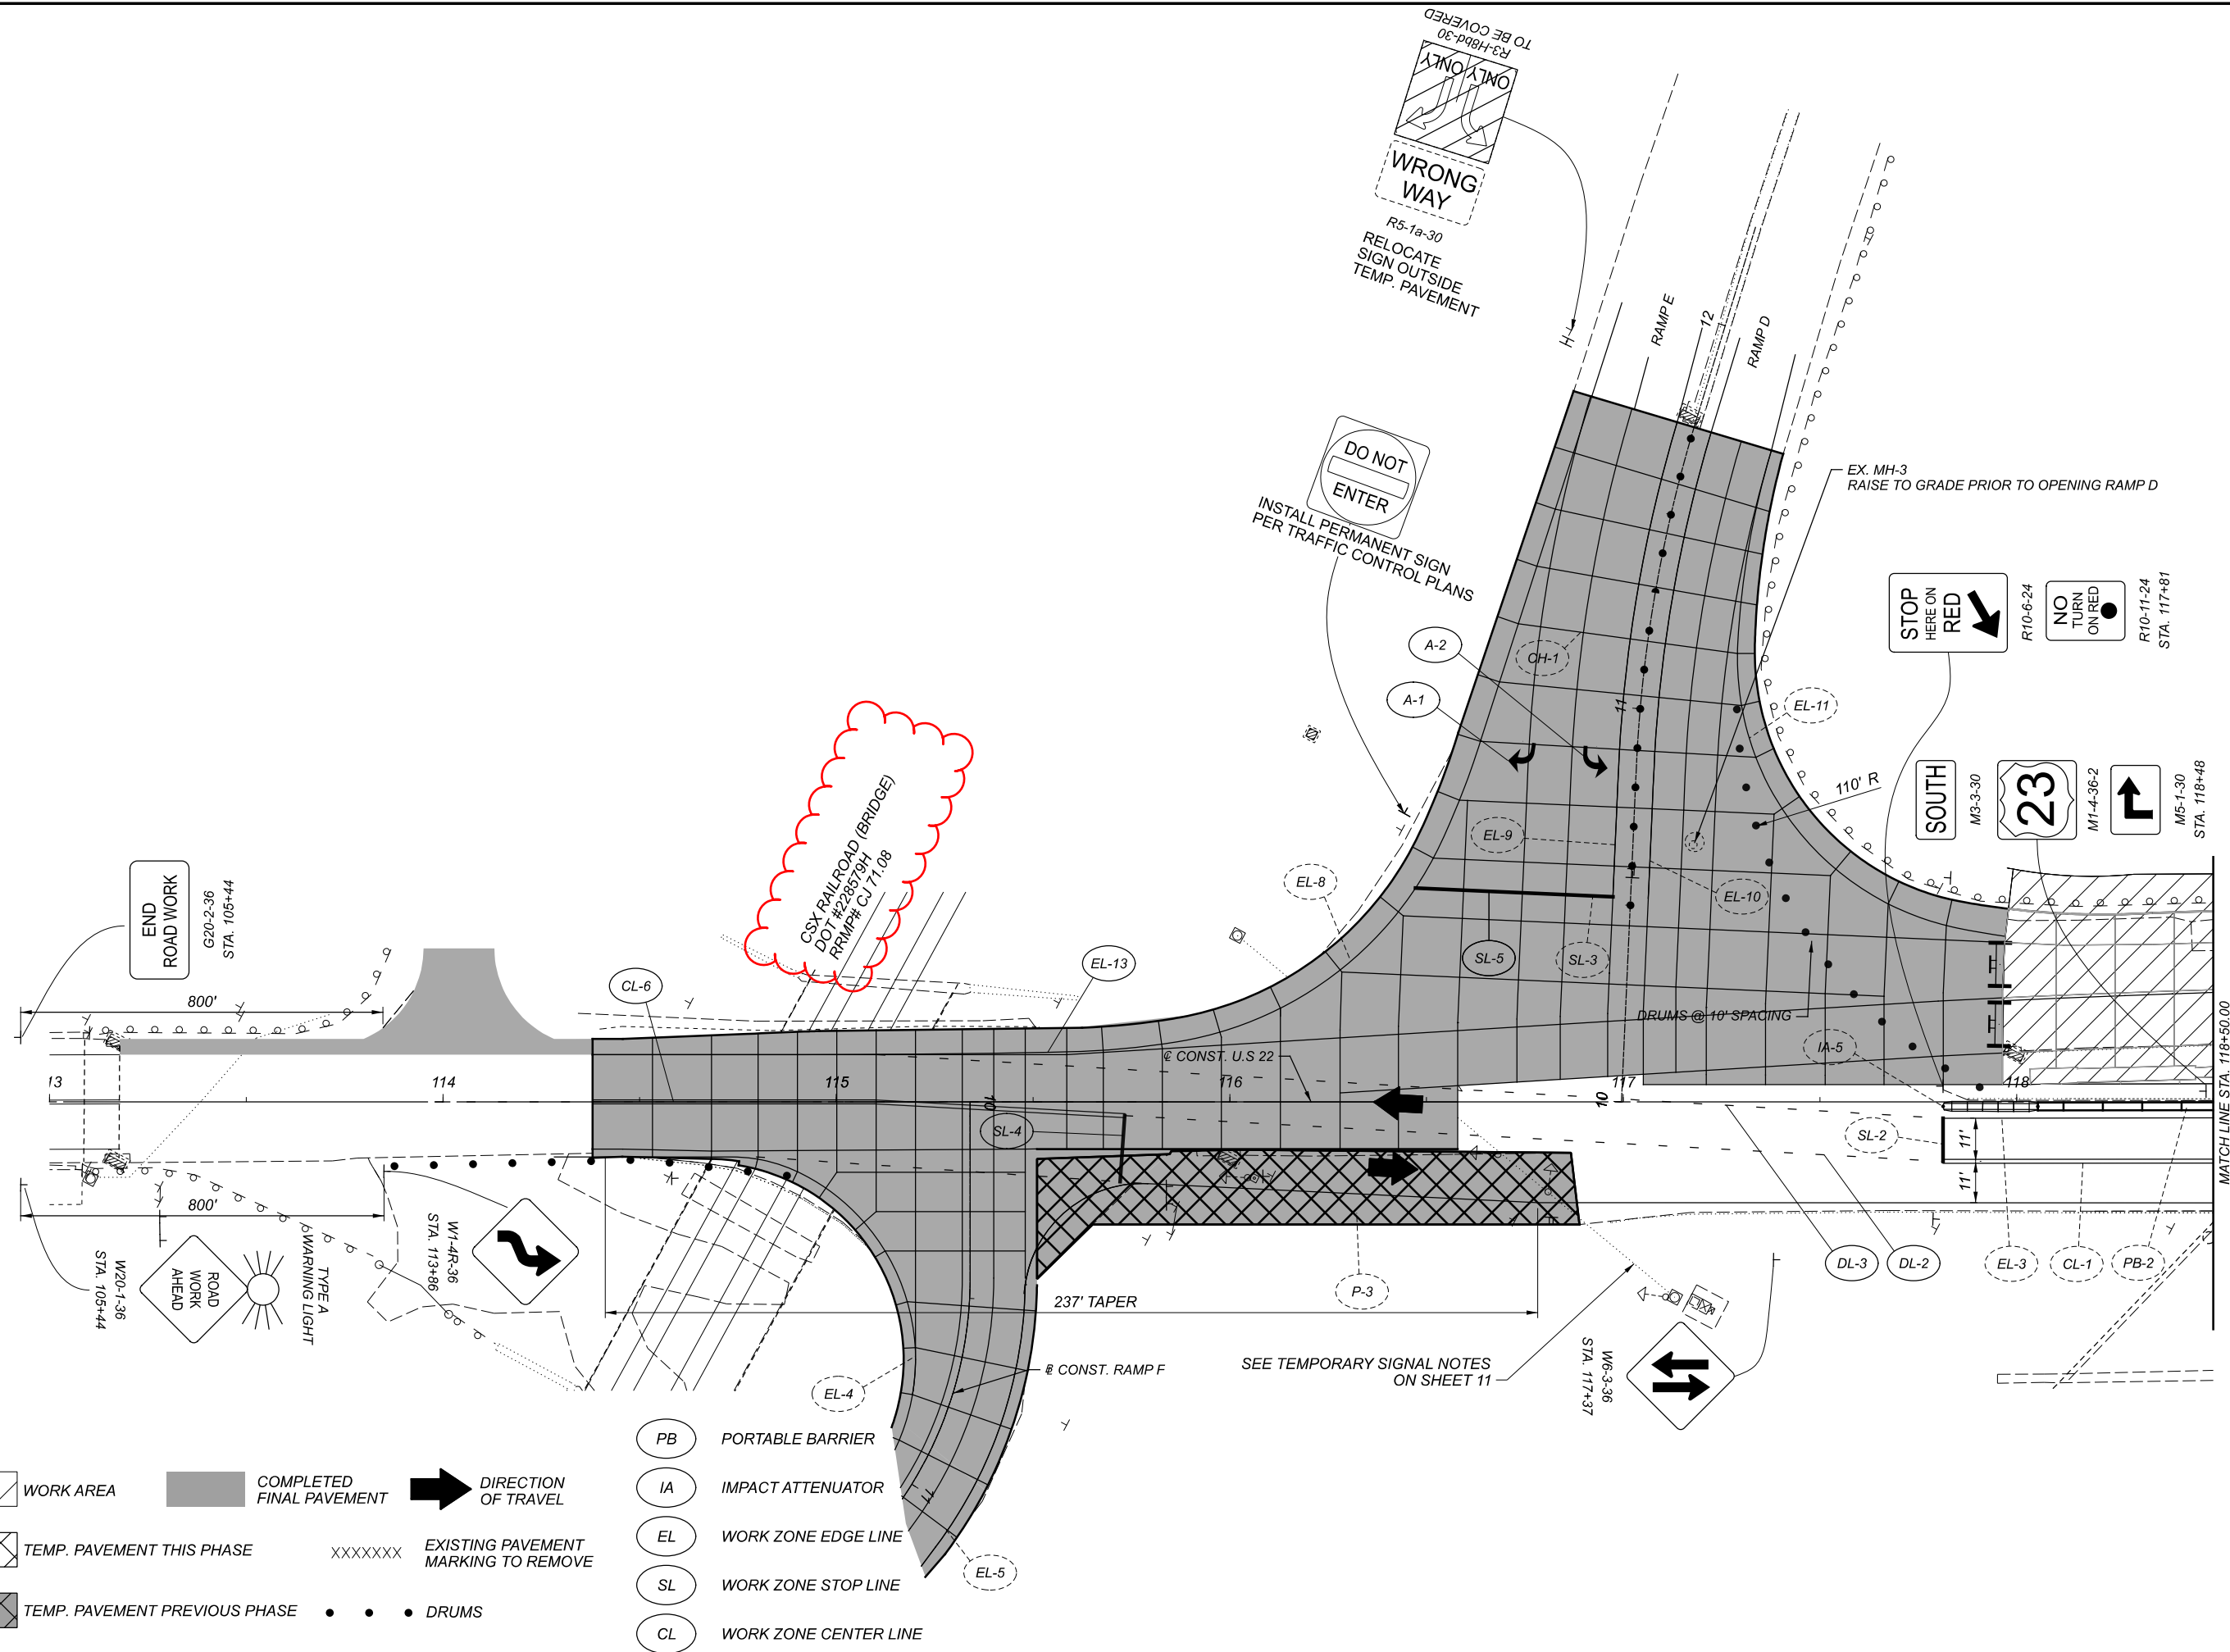 R3-H8bd-30
TO BE COVERED
ONLY ONLY
WRONG
WAY
R5-1a-30
RELOCATE
SIGN OUTSIDE
TEMP. PAVEMENT
RAMP E
12
RAMP D
DO NOT
ENTER
INSTALL PERMANENT SIGN
PER TRAFFIC CONTROL PLANS
EX. MH-3
RAISE TO GRADE PRIOR TO OPENING RAMP D
STOP
HERE ON
RED
R10-6-24
NO
TURN
ON RED
R10-11-24
STA. 117+81
A-2
CH-1
A-1
11
EL-11
110' R
SOUTH
M3-3-30
23
M1-4-36-2
M5-1-30
STA. 118+48
CSX RAILROAD (BRIDGE)
DOT #228579H
RRMP# CJ 71.08
EL-9
EL-8
EL-10
END
ROAD WORK
G20-2-36
STA. 105+44
SL-5
SL-3
EL-13
CL-6
800'
DRUMS @ 10' SPACING
℄ CONST. U.S 22
IA-5
13
114
115
116
117
118
10
10
MATCH LINE STA. 118+50.00
SL-4
SL-2
11'
11'
800'
W20-1-36
STA. 105+44
ROAD
WORK
AHEAD
TYPE A
WARNING LIGHT
W1-4R-36
STA. 113+86
237' TAPER
P-3
DL-3
DL-2
EL-3
CL-1
PB-2
℄ CONST. RAMP F
EL-4
SEE TEMPORARY SIGNAL NOTES
ON SHEET 11
W6-3-36
STA. 117+37
11
EL-5
WORK AREA
COMPLETED
FINAL PAVEMENT
DIRECTION
OF TRAVEL
TEMP. PAVEMENT THIS PHASE
XXXXXXX
EXISTING PAVEMENT
MARKING TO REMOVE
TEMP. PAVEMENT PREVIOUS PHASE
DRUMS
PB
PORTABLE BARRIER
IA
IMPACT ATTENUATOR
EL
WORK ZONE EDGE LINE
SL
WORK ZONE STOP LINE
CL
WORK ZONE CENTER LINE